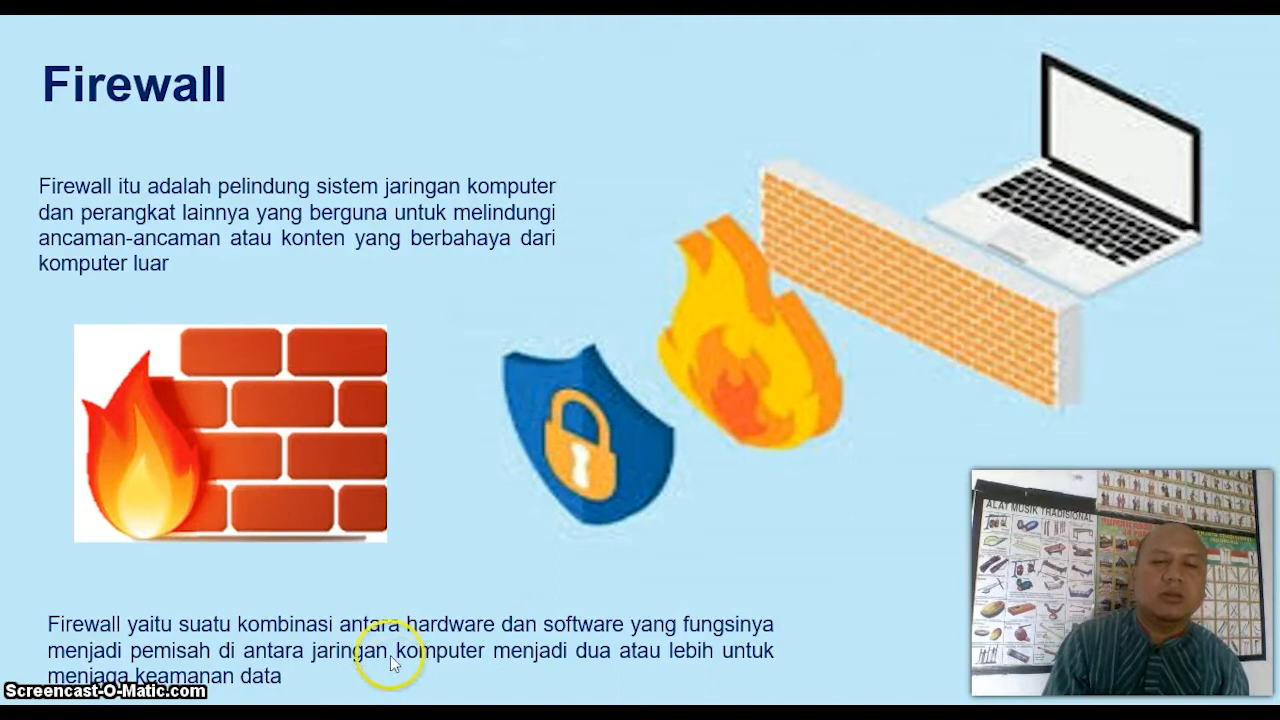 Firewall
Firewall itu adalah pelindung sistem jaringan komputer
dan perangkat lainnya yang berguna untuk melindungi
ancaman-ancaman atau konten yang berbahaya dari
komputer luar
Firewall yaitu suatu kombinasi antara hardware dan software yang fungsinya
menjadi pemisah di antara jaringan komputer menjadi dua atau lebih untuk
menjaga keamanan data
Screencast-O-Matic.com
ALAT MUSIK TRADISIONAL